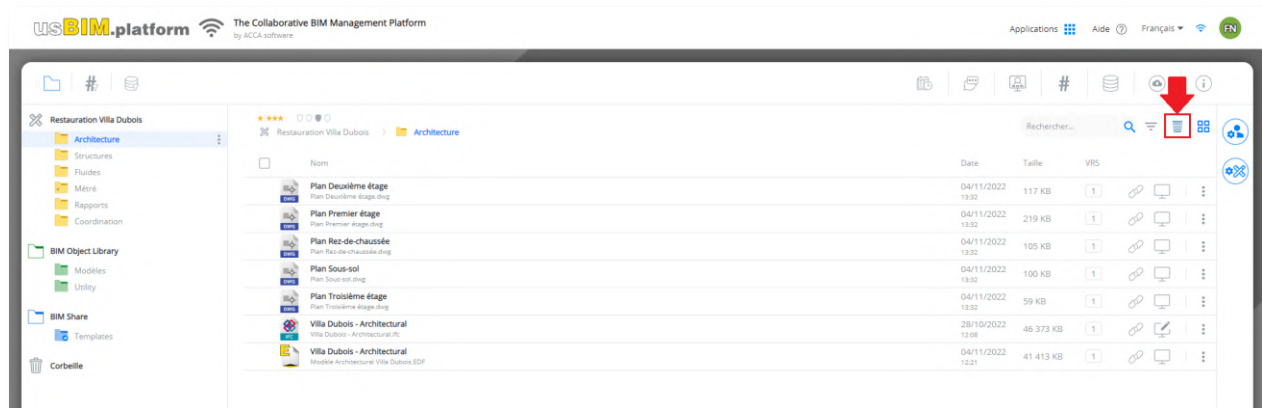 usBIM.platform
The Collaborative BIM Management Platform
by ACCA software
Applications
Aide
Français
FN
Restauration Villa Dubois
Architecture
Structures
Fluides
Métré
Rapports
Coordination
BIM Object Library
Modèles
Utility
BIM Share
Templates
Corbeille
Restauration Villa Dubois > Architecture
Rechercher...
Nom Date Taille VRS
Plan Deuxième étage 04/11/2022 117 KB 1
DWG Plan Deuxième étage.dwg 13:32
Plan Premier étage 04/11/2022 219 KB 1
DWG Plan Premier étage.dwg 13:32
Plan Rez-de-chaussée 04/11/2022 105 KB 1
DWG Plan Rez-de-chaussée.dwg 13:32
Plan Sous-sol 04/11/2022 100 KB 1
DWG Plan Sous-sol.dwg 13:32
Plan Troisième étage 04/11/2022 59 KB 1
DWG Plan Troisième étage.dwg 13:32
Villa Dubois - Architectural 28/10/2022 46 373 KB 1
IFC Villa Dubois - Architectural.ifc 12:08
Villa Dubois - Architectural 04/11/2022 41 413 KB 1
Modèle Architectural Villa Dubois.EDF 12:21